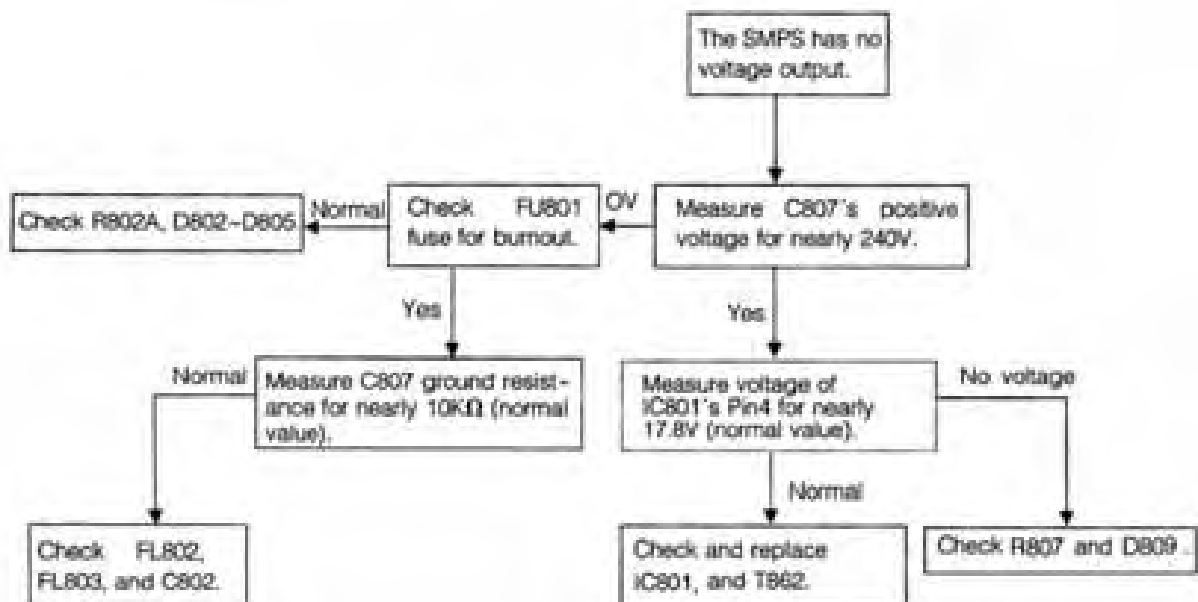 The SMPS has no
voltage output.
Check R802A, D802-D805
Normal
Check FU801
fuse for burnout.
OV
Measure C807's positive
voltage for nearly 240V.
Yes
Yes
Normal
Measure C807 ground resist-
ance for nearly 10KΩ (normal
value).
Measure voltage of
IC801's Pin4 for nearly
17.8V (normal value).
No voltage
Normal
Check FL802,
FL803, and C802.
Check and replace
IC801, and T862.
Check R807 and D809.